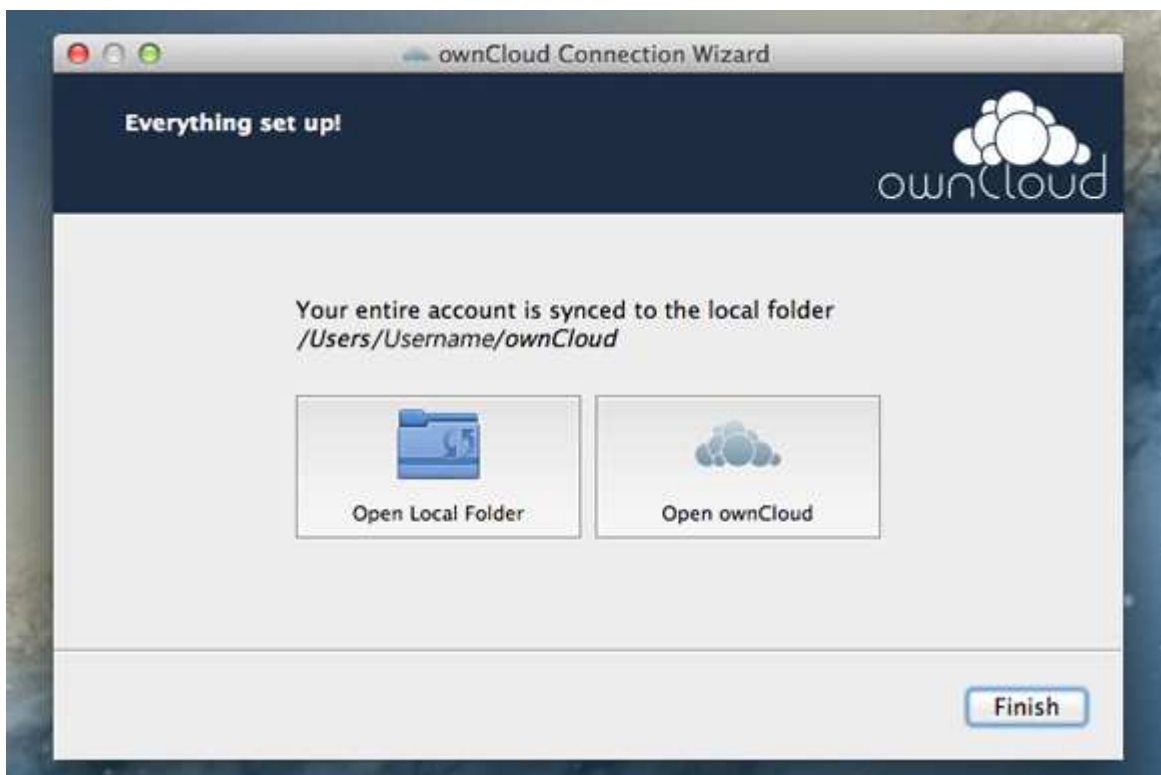 ownCloud Connection Wizard
Everything set up!
ownCloud
Your entire account is synced to the local folder
/Users/Username/ownCloud
Open Local Folder
Open ownCloud
Finish